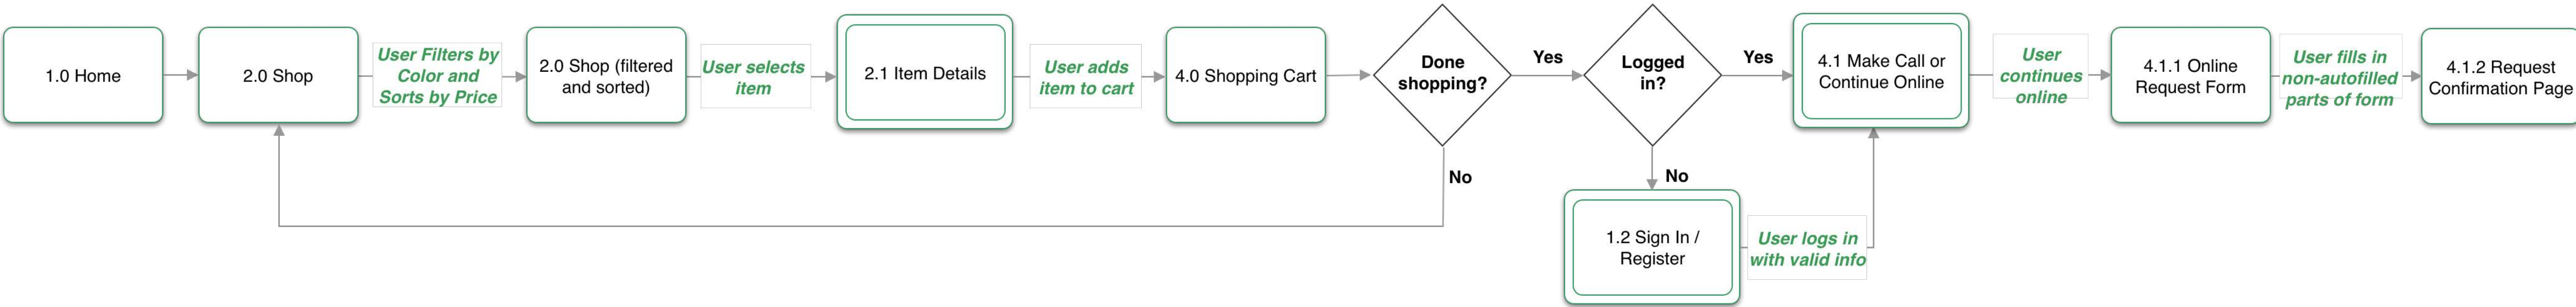 1.0 Home
2.0 Shop
User Filters by
Color and
Sorts by Price
2.0 Shop (filtered
and sorted)
User selects
item
2.1 Item Details
User adds
item to cart
4.0 Shopping Cart
Done
shopping?
Yes
No
Logged
in?
Yes
No
1.2 Sign In /
Register
User logs in
with valid info
4.1 Make Call or
Continue Online
User
continues
online
4.1.1 Online
Request Form
User fills in
non-autofilled
parts of form
4.1.2 Request
Confirmation Page